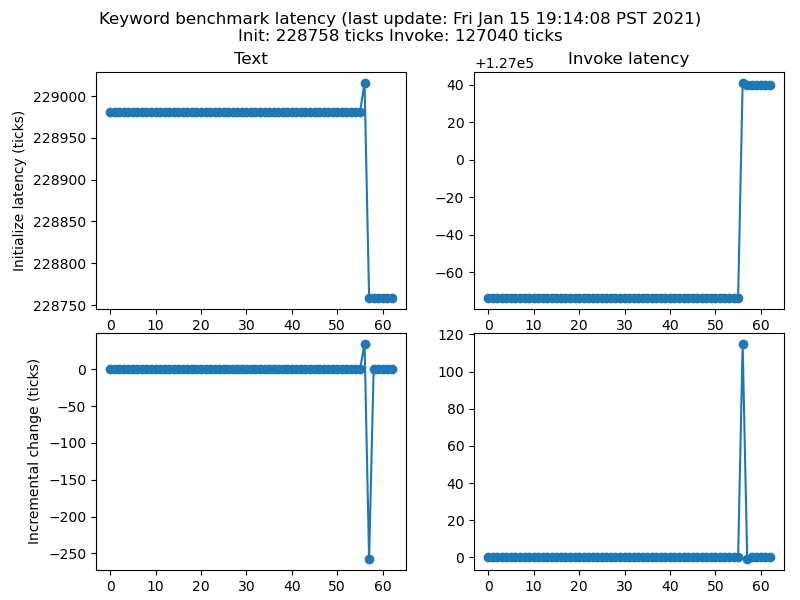 Keyword benchmark latency (last update: Fri Jan 15 19:14:08 PST 2021)
Init: 228758 ticks Invoke: 127040 ticks
Text
Initialize latency (ticks)
229000
228950
228900
228850
228800
228750
0 10 20 30 40 50 60
+1.27e5
Invoke latency
40
20
0
−20
−40
−60
0 10 20 30 40 50 60
Incremental change (ticks)
0
−50
−100
−150
−200
−250
0 10 20 30 40 50 60
120
100
80
60
40
20
0
0 10 20 30 40 50 60